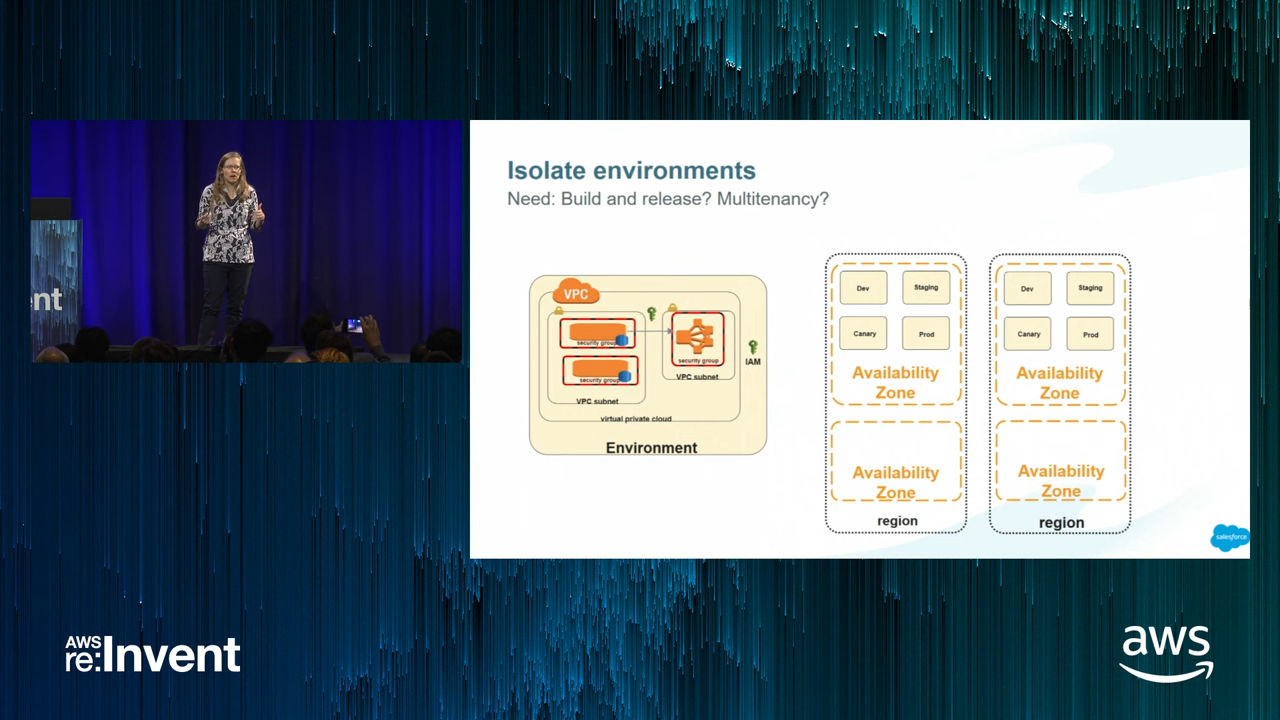 Isolate environments
Need: Build and release? Multitenancy?
VPC
security group
security group
VPC subnet
security group
VPC subnet
IAM
virtual private cloud
Environment
Dev
Staging
Canary
Prod
Availability
Zone
Availability
Zone
region
Dev
Staging
Canary
Prod
Availability
Zone
Availability
Zone
region
salesforce
nt
AWS
re:Invent
aws